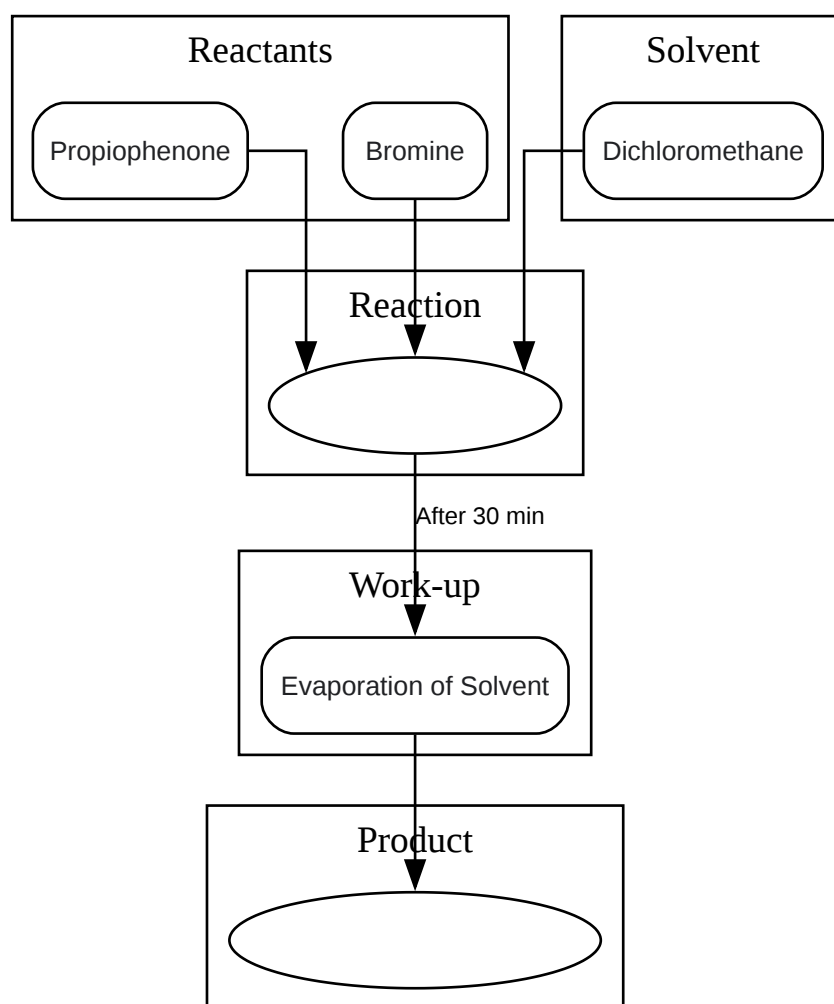 Reactants
Solvent
Propiophenone
Bromine
Dichloromethane
Reaction
After 30 min
Work-up
Evaporation of Solvent
Product